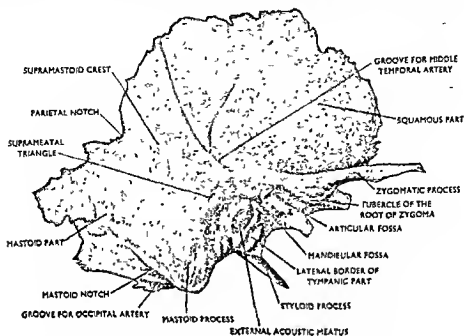 SUPRAMASTOID CREST
PARIETAL NOTCH
SUPRAMEATAL
TRIANGLE
MASTOID PART
MASTOID NOTCH
GROOVE FOR OCCIPITAL ARTERY
MASTOID PROCESS
EXTERNAL ACOUSTIC MEATUS
STYLOID PROCESS
LATERAL BORDER OF
TYMPANIC PART
MANDIBULAR FOSSA
ARTICULAR FOSSA
TUBERCLE OF THE
ROOT OF ZYGOMA
ZYGOMATIC PROCESS
SQUAMOUS PART
GROOVE FOR MIDDLE
TEMPORAL ARTERY